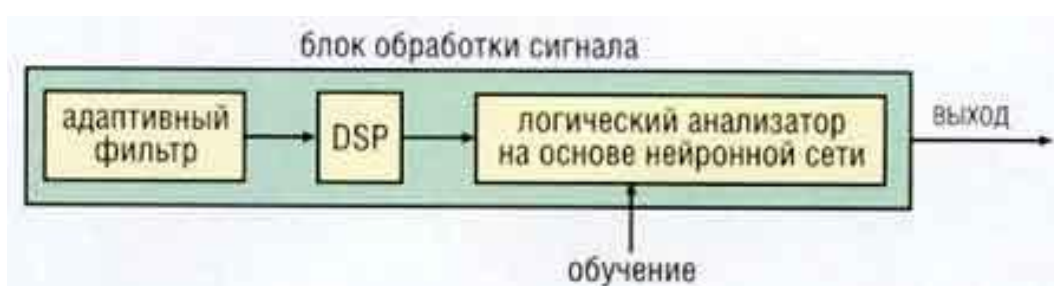 блок обработки сигнала
адаптивный
фильтр
DSP
логический анализатор
на основе нейронной сети
выход
обучение